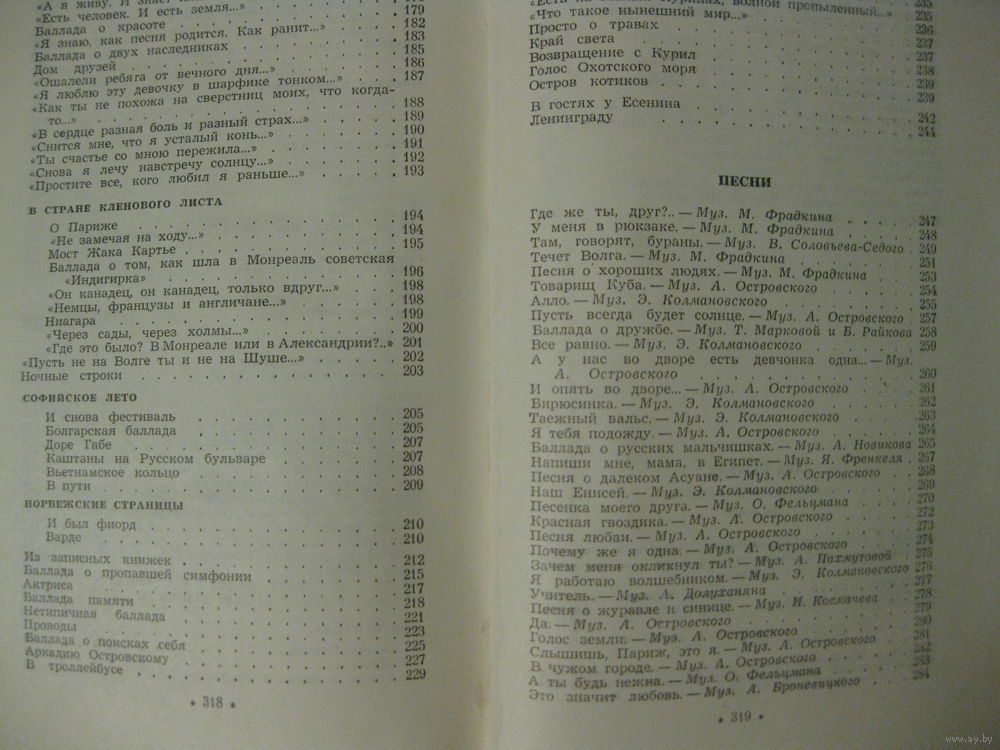 «А я живу. И знает
«Есть человек. И есть земля...» 179
Баллада о красоте 182
«Я знаю, как песня родится. Как ранит...» 183
Баллада о двух наследниках 185
Дом друзей 186
«Ошалели ребяга от вечного дня...» 187
«Я люблю эту девочку в шарфике тонком...»
«Как ты не похожа на сверстниц моих, что когда-
то...» 188
«В сердце разная боль и разный страх...» 189
«Снится мне, что я усталый конь...» 190
«Ты счастье со мною пережила...» 191
«Снова я лечу навстречу солнцу...» 192
«Простите все, кого любил я раньше...» 193
В СТРАНЕ КЛЕНОВОГО ЛИСТА
О Париже 194
«Не замечая на ходу...» 194
Мост Жака Картье 195
Баллада о том, как шла в Монреаль советская
«Индигирка» 196
«Он канадец, он канадец, только вдруг...» 198
«Немцы, французы и англичане...» 198
Ниагара 199
«Через сады, через холмы...» 200
«Где это было? В Монреале или в Александрии?..» 201
«Пусть не на Волге ты и не на Шуше...» 202
Ночные строки 203
СОФИЙСКОЕ ЛЕТО
И снова фестиваль 205
Болгарская баллада 205
Доре Габе 207
Каштаны на Русском бульваре 207
Вьетнамское кольцо 208
В пути 209
НОРВЕЖСКИЕ СТРАНИЦЫ
И был фиорд 210
Варде 210
Из записных книжек 212
Баллада о пропавшей симфонии 215
Актриса 217
Баллада памяти 218
Нетипичная баллада 221
Проводы 223
Баллада о поисках себя 225
Аркадию Островскому 227
В троллейбусе 229
• 318 •
Курилах, волной пропыленный...» 235
«Что такое нынешний мир...» 235
Просто о травах 236
Край света 237
Возвращение с Курил 237
Голос Охотского моря 238
Остров котиков 239
В гостях у Есенина 239
Ленинграду 242
244
ПЕСНИ
Где же ты, друг?.. — Муз. М. Фрадкина 247
У меня в рюкзаке. — Муз. М. Фрадкина 248
Там, говорят, бураны. — Муз. В. Соловьева-Седого 249
Течет Волга. — Муз. М. Фрадкина 251
Песня о хороших людях. — Муз. М. Фрадкина 253
Товарищ Куба. — Муз. А. Островского 254
Алло. — Муз. Э. Колмановского 255
Пусть всегда будет солнце. — Муз. А. Островского 257
Баллада о дружбе. — Муз. Т. Марковой и Б. Райкова 258
Все равно. — Муз. Э. Колмановского 259
А у нас во дворе есть девчонка одна... — Муз.
А. Островского 260
И опять во дворе... — Муз. А. Островского 261
Бирюсинка. — Муз. Э. Колмановского 262
Таежный вальс. — Муз. Э. Колмановского 263
Я тебя подожду. — Муз. А. Островского 264
Баллада о русских мальчишках. — Муз. А. Новикова 265
Напиши мне, мама, в Египет. — Муз. Я. Френкеля 267
Песня о далеком Асуане. — Муз. А. Островского 268
Наш Енисей. — Муз. Э. Колмановского 269
Песенка моего друга. — Муз. О. Фельцмана 270
Красная гвоздика. — Муз. А. Островского 272
Песня любви. — Муз. А. Островского 273
Почему же я одна. — Муз. А. Островского 274
Зачем меня окликнул ты? — Муз. А. Пахмутовой 275
Я работаю волшебником. — Муз. Э. Колмановского 276
Учитель. — Муз. А. Долуханяна 277
Песня о журавле и синице. — Муз. И. Космачева 278
Да. — Муз. А. Островского 279
Голос земли. — Муз. А. Островского 280
Слышишь, Париж, это я. — Муз. А. Островского 281
В чужом городе. — Муз. А. Островского 282
А ты будь нежна. — Муз. О. Фельцмана 283
Это значит любовь. — Муз. А. Броневицкого 284
• 319 •
www.ay.by